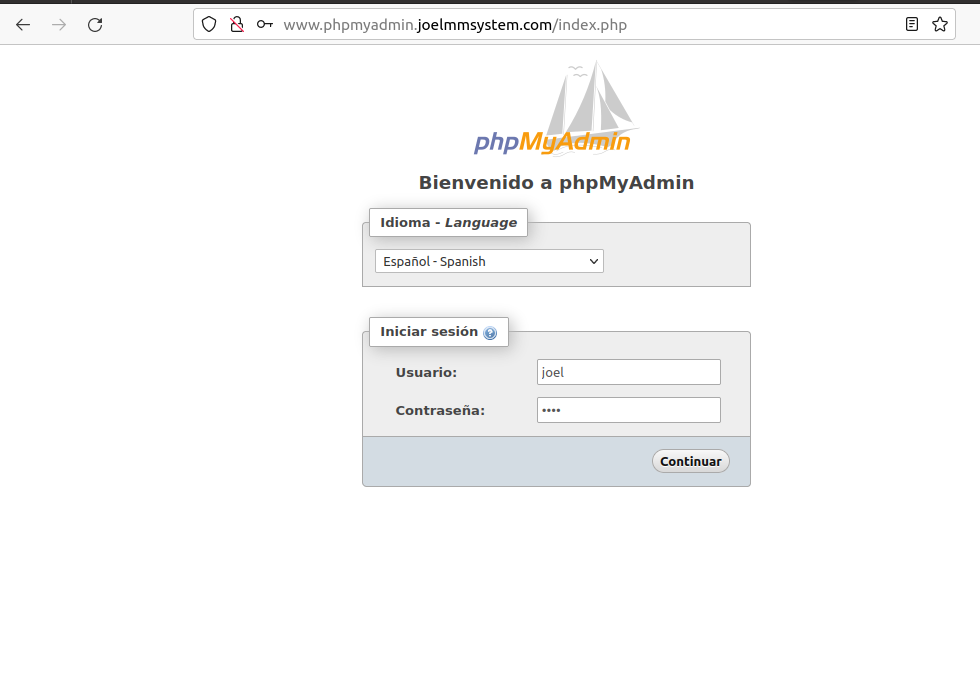 www.phpmyadmin.joelmmsystem.com/index.php
phpMyAdmin
Bienvenido a phpMyAdmin
Idioma - Language
Español - Spanish
Iniciar sesión
Usuario: joel
Contraseña: ••••
Continuar